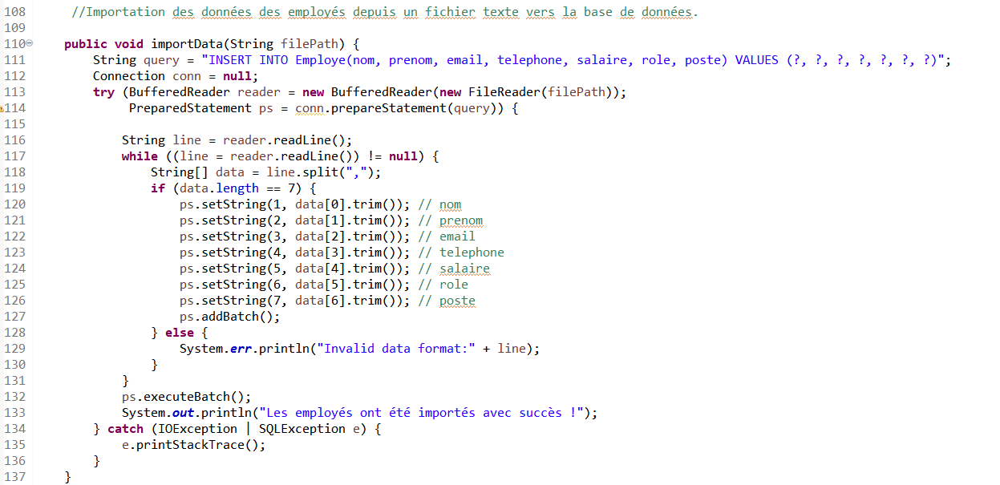 108     //Importation des données des employés depuis un fichier texte vers la base de données.
109
110    public void importData(String filePath) {
111        String query = "INSERT INTO Employe(nom, prenom, email, telephone, salaire, role, poste) VALUES (?, ?, ?, ?, ?, ?, ?)";
112        Connection conn = null;
113        try (BufferedReader reader = new BufferedReader(new FileReader(filePath));
114             PreparedStatement ps = conn.prepareStatement(query)) {
115
116            String line = reader.readLine();
117            while ((line = reader.readLine()) != null) {
118                String[] data = line.split(",");
119                if (data.length == 7) {
120                    ps.setString(1, data[0].trim()); // nom
121                    ps.setString(2, data[1].trim()); // prenom
122                    ps.setString(3, data[2].trim()); // email
123                    ps.setString(4, data[3].trim()); // telephone
124                    ps.setString(5, data[4].trim()); // salaire
125                    ps.setString(6, data[5].trim()); // role
126                    ps.setString(7, data[6].trim()); // poste
127                    ps.addBatch();
128                } else {
129                    System.err.println("Invalid data format:" + line);
130                }
131            }
132            ps.executeBatch();
133            System.out.println("Les employés ont été importés avec succès !");
134        } catch (IOException | SQLException e) {
135            e.printStackTrace();
136        }
137    }